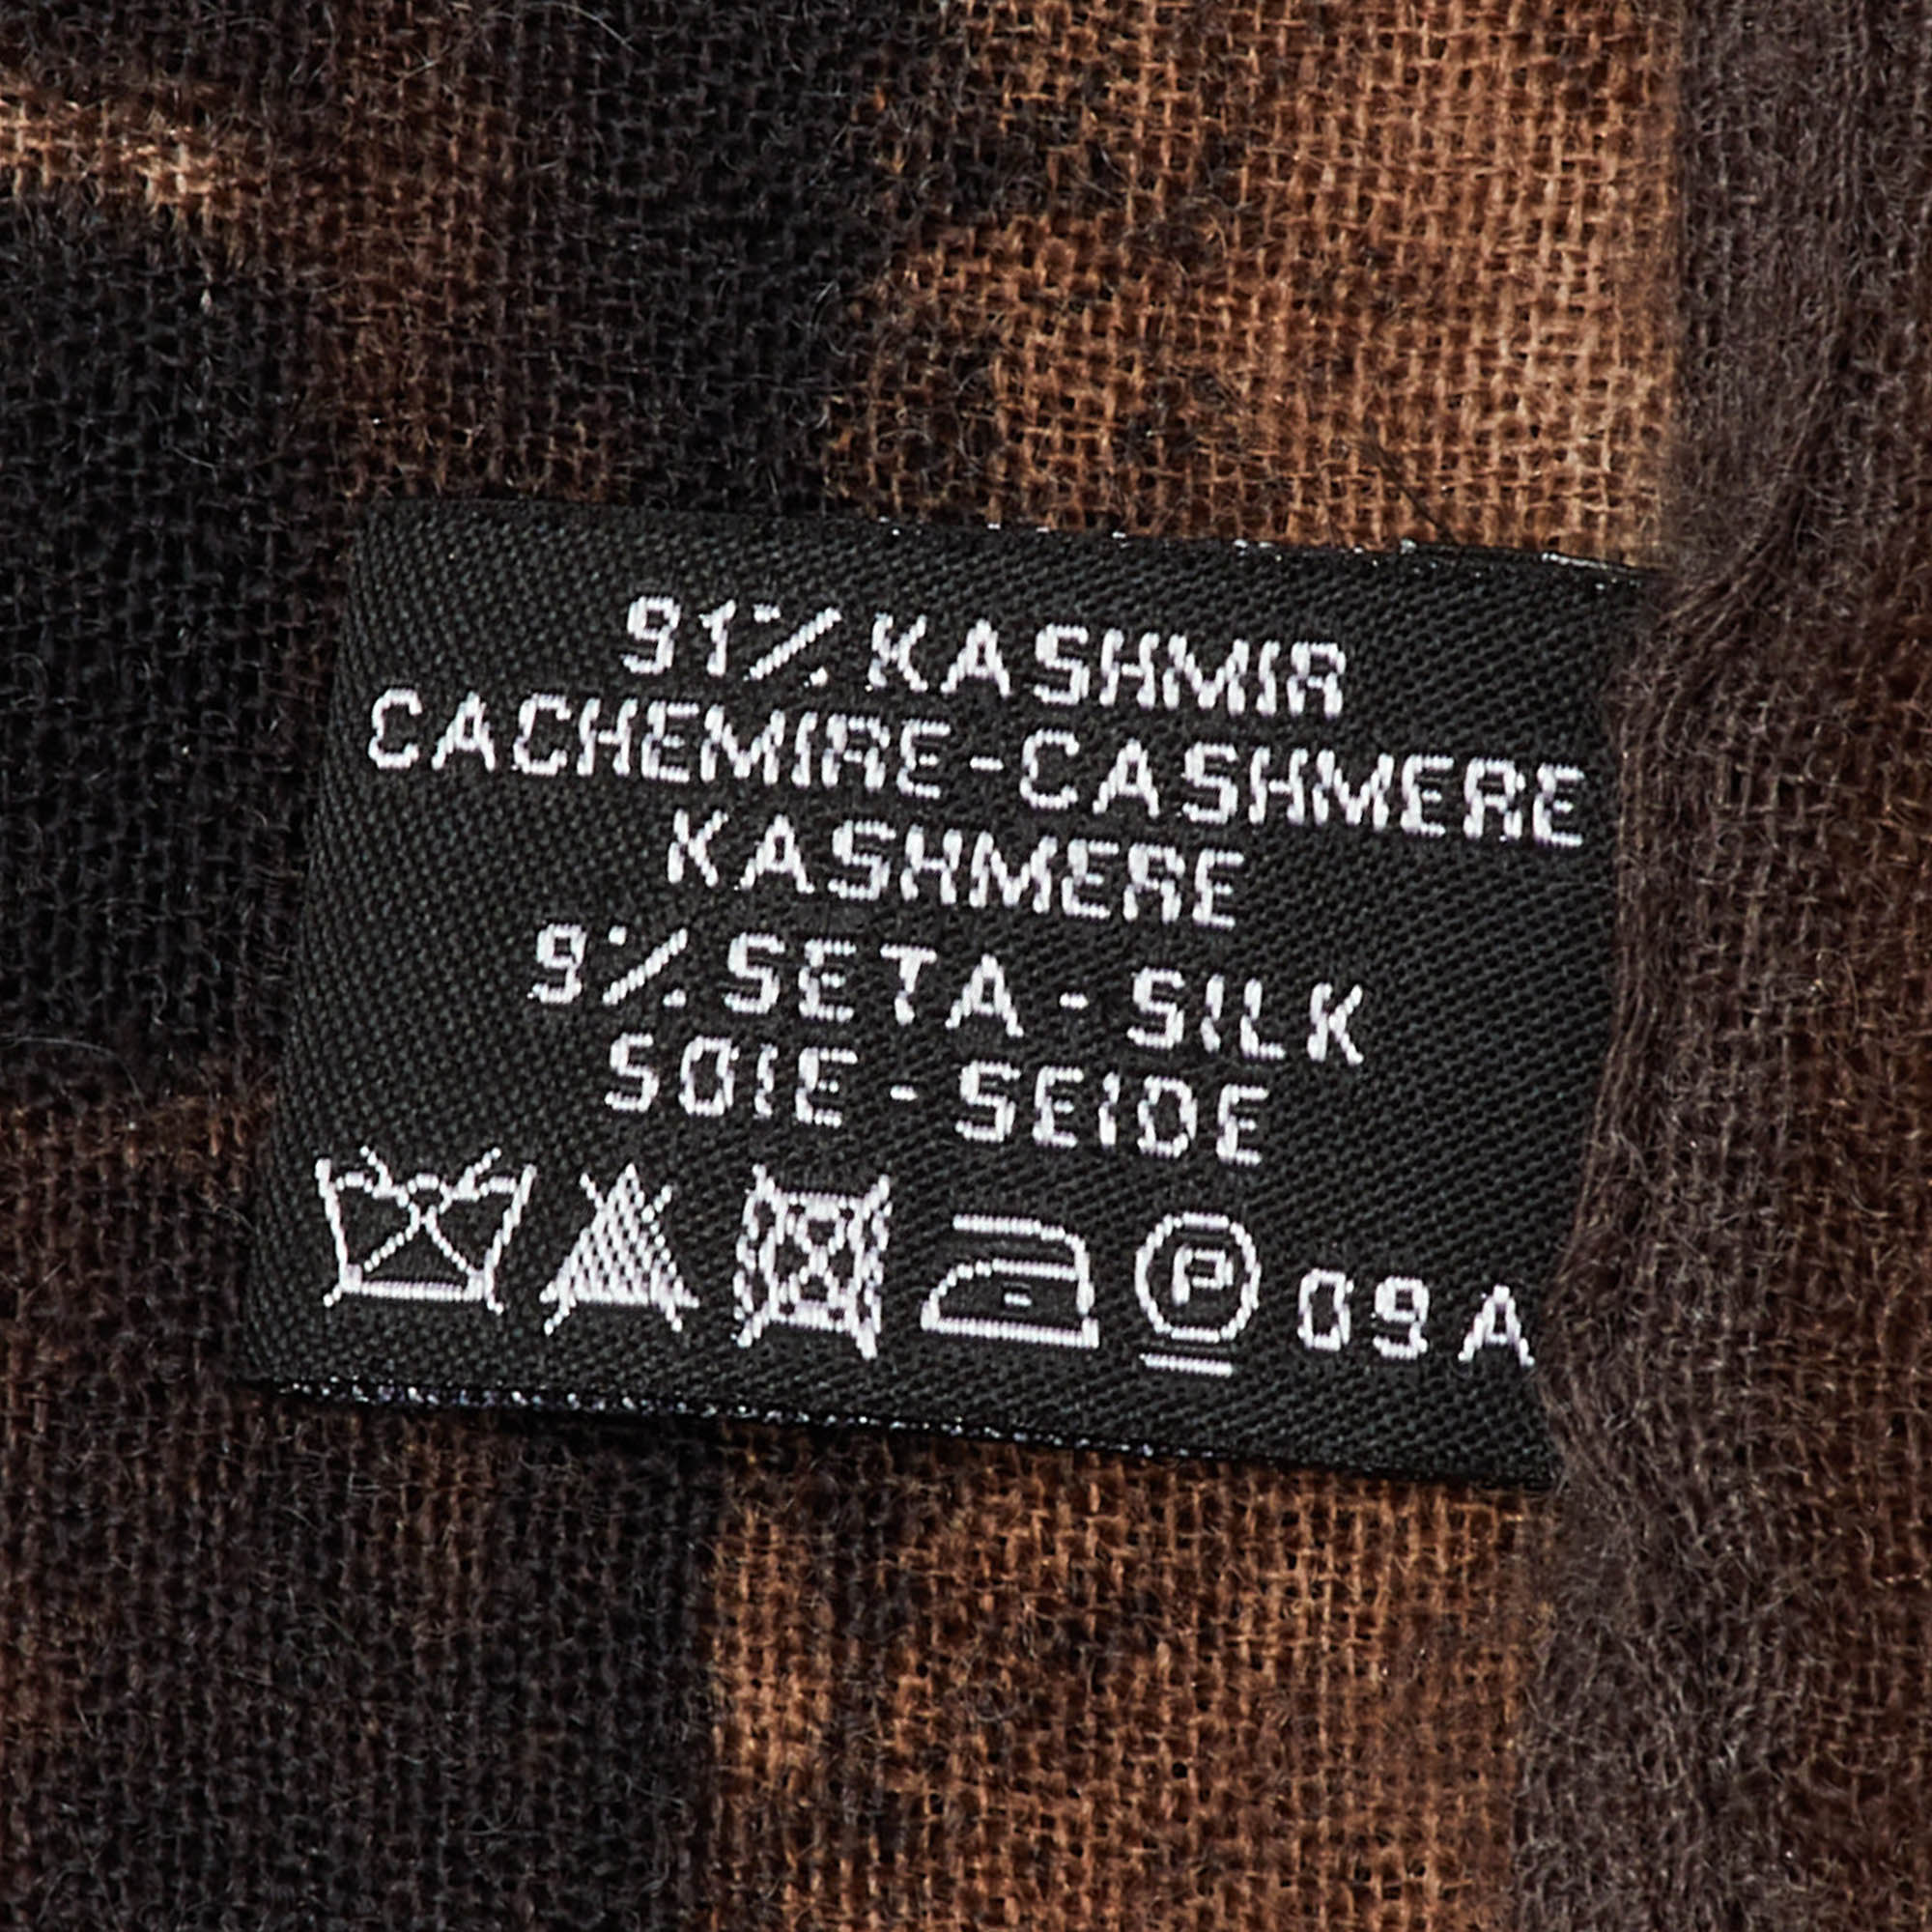 91% KASHMIR
CACHEMIRE-CASHMERE
KASHMERE
9% SETA - SILK
SOIE - SEIDE
P 09A